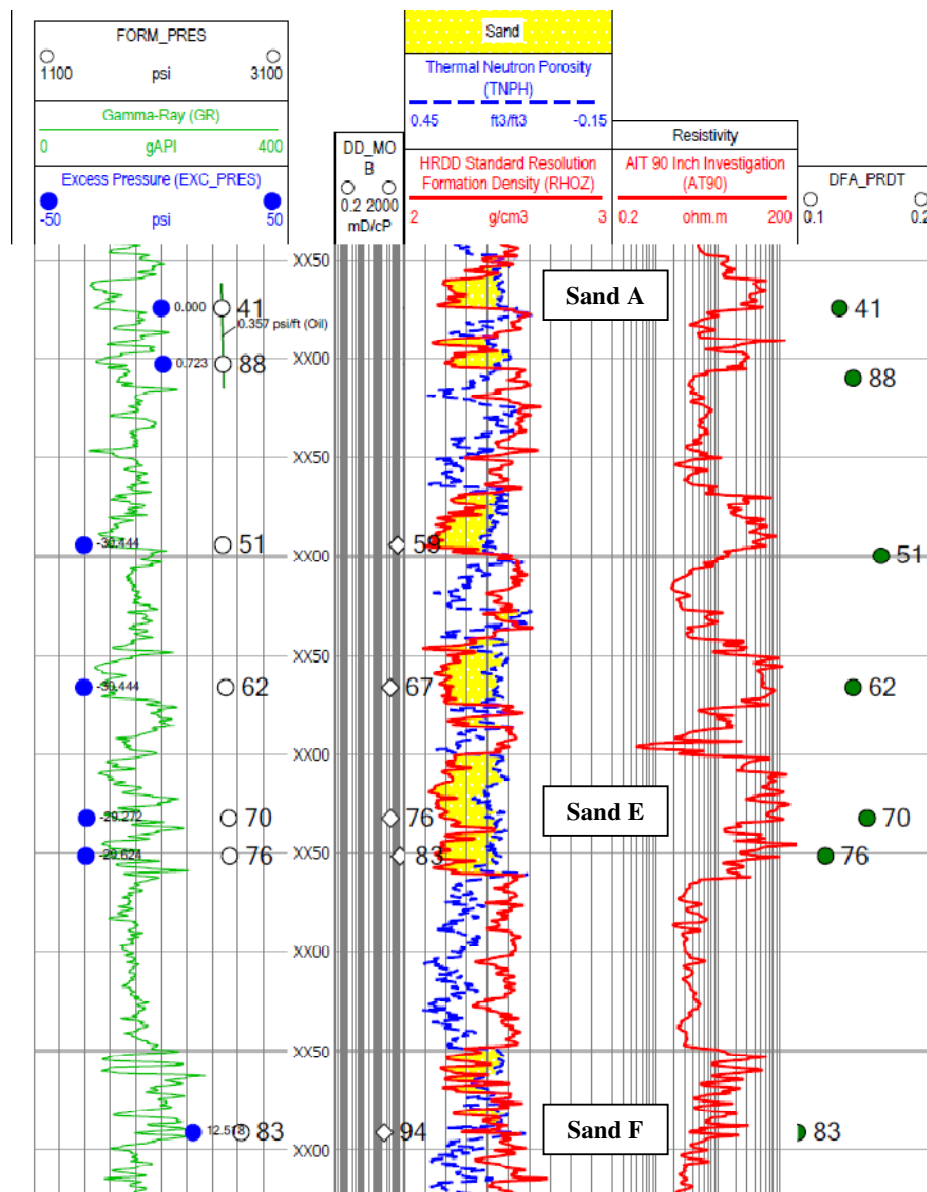 FORM_PRES
1100 psi 3100
Gamma-Ray (GR)
0 gAPI 400
Excess Pressure (EXC_PRES)
-50 psi 50
DD_MO
B
0.2 2000
mD/cP
Sand
Thermal Neutron Porosity
(TNPH)
0.45 ft3/ft3 -0.15
HRDD Standard Resolution
Formation Density (RHOZ)
2 g/cm3 3
Resistivity
AIT 90 Inch Investigation
(AT90)
0.2 ohm.m 200
DFA_PRDT
0.1 0.2
XX50
0.000 41 Sand A 41
0.357 psi/ft (Oil)
XX00
0.723 88 88
XX50
-30.444 51 59
XX00 51
XX50
-30.444 62 67 62
XX00
-29.272 70 76 Sand E 70
XX50
-29.624 76 83 76
XX00
XX50
12.518 83 94 Sand F 83
XX00